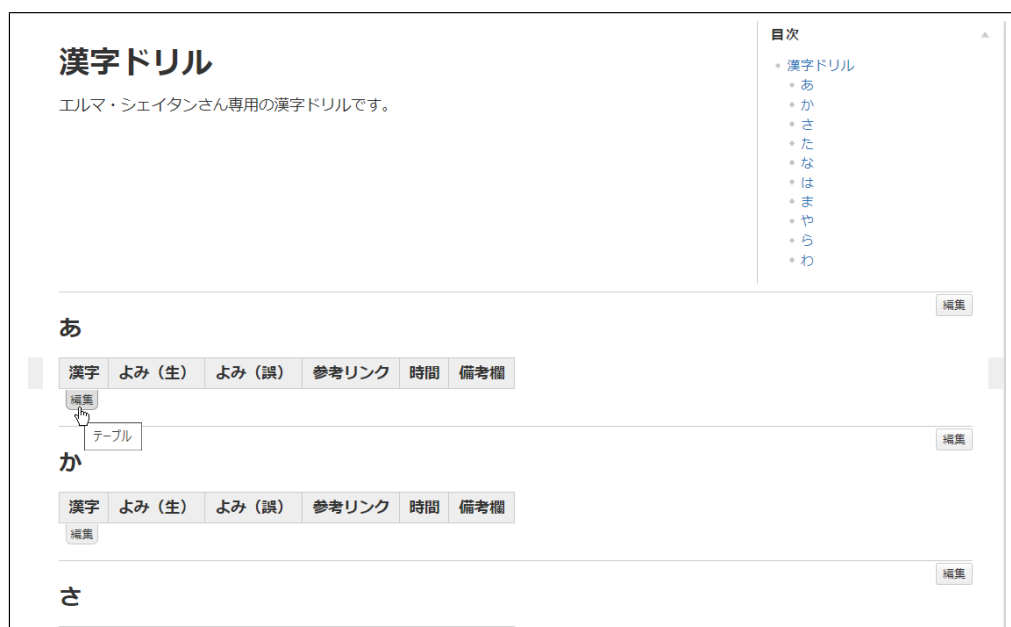 漢字ドリル
エルマ・シェイタンさん専用の漢字ドリルです。
目次
漢字ドリル
あ
か
さ
た
な
は
ま
や
ら
わ
編集
あ
漢字 よみ（生） よみ（誤） 参考リンク 時間 備考欄
編集
テーブル
編集
か
漢字 よみ（生） よみ（誤） 参考リンク 時間 備考欄
編集
編集
さ